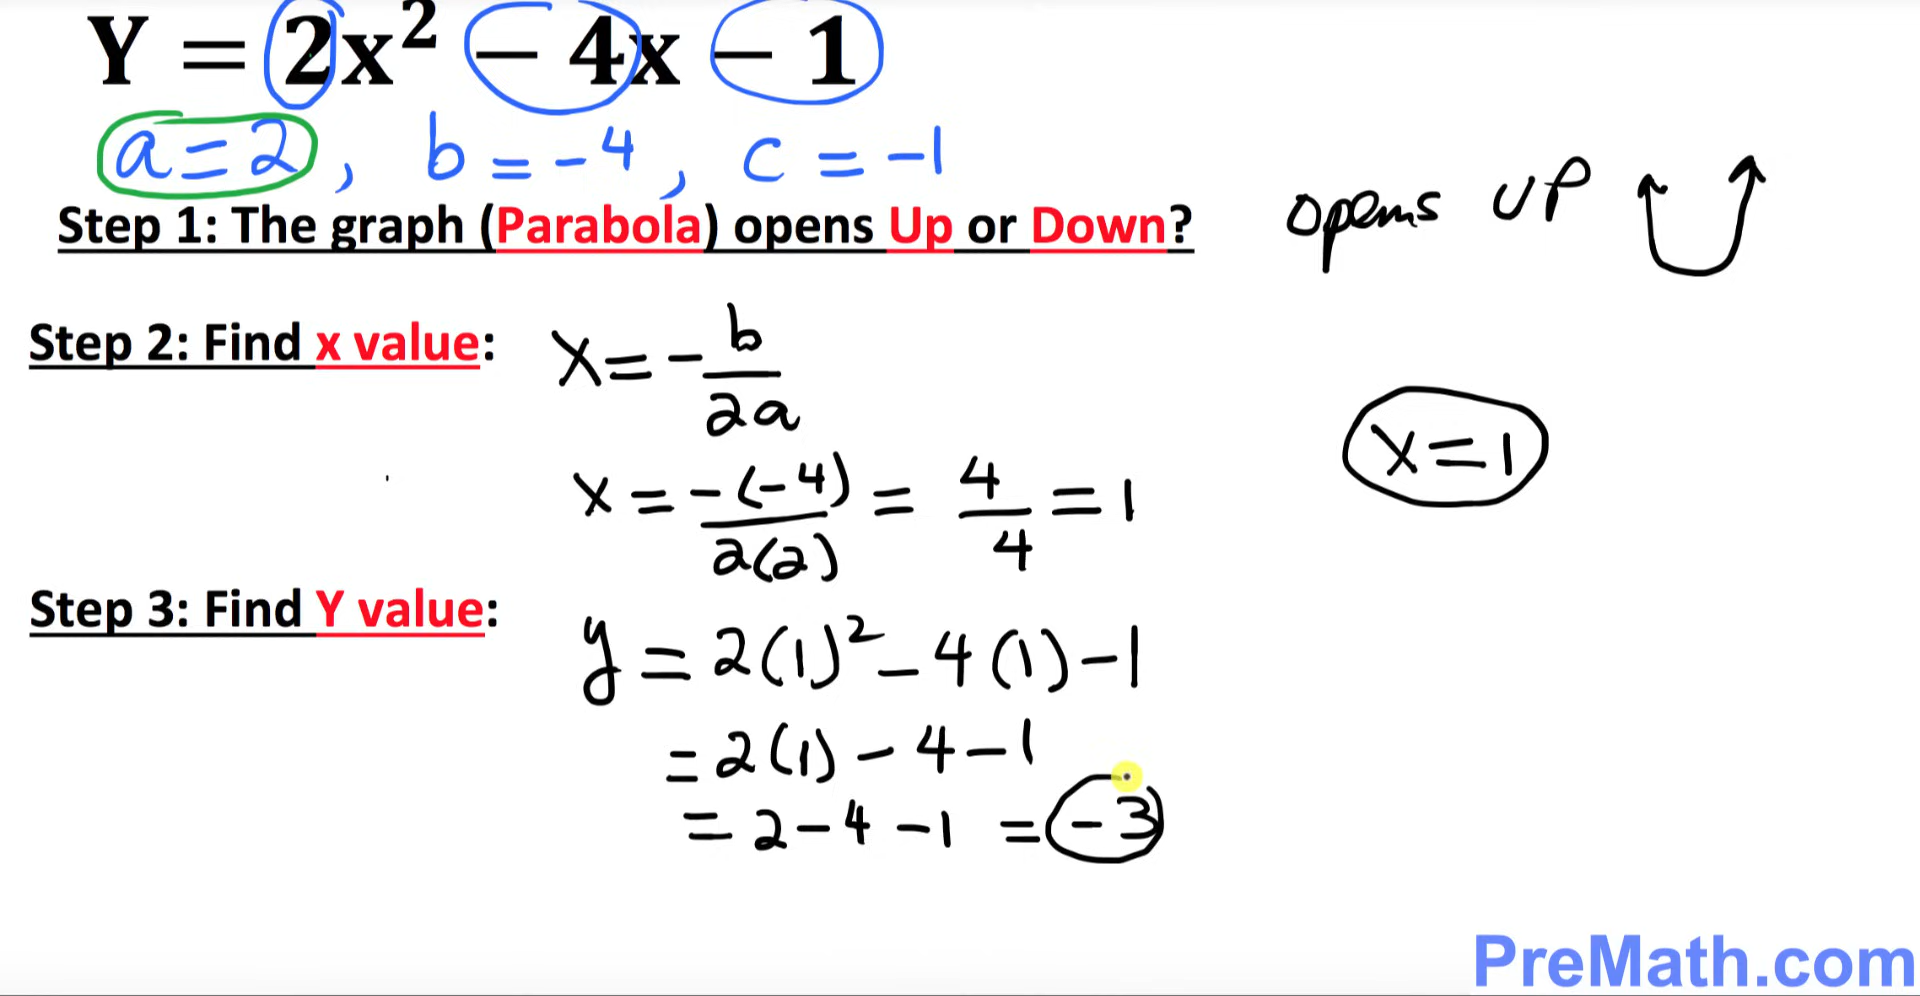 Y = 2x² − 4x − 1
a = 2, b = −4, c = −1
Step 1: The graph (Parabola) opens Up or Down? opens UP
Step 2: Find x value: x = − b/2a
x = −(−4)/2(2) = 4/4 = 1
x = 1
Step 3: Find Y value:
y = 2(1)² − 4(1) − 1
= 2(1) − 4 − 1
= 2 − 4 − 1 = −3
PreMath.com